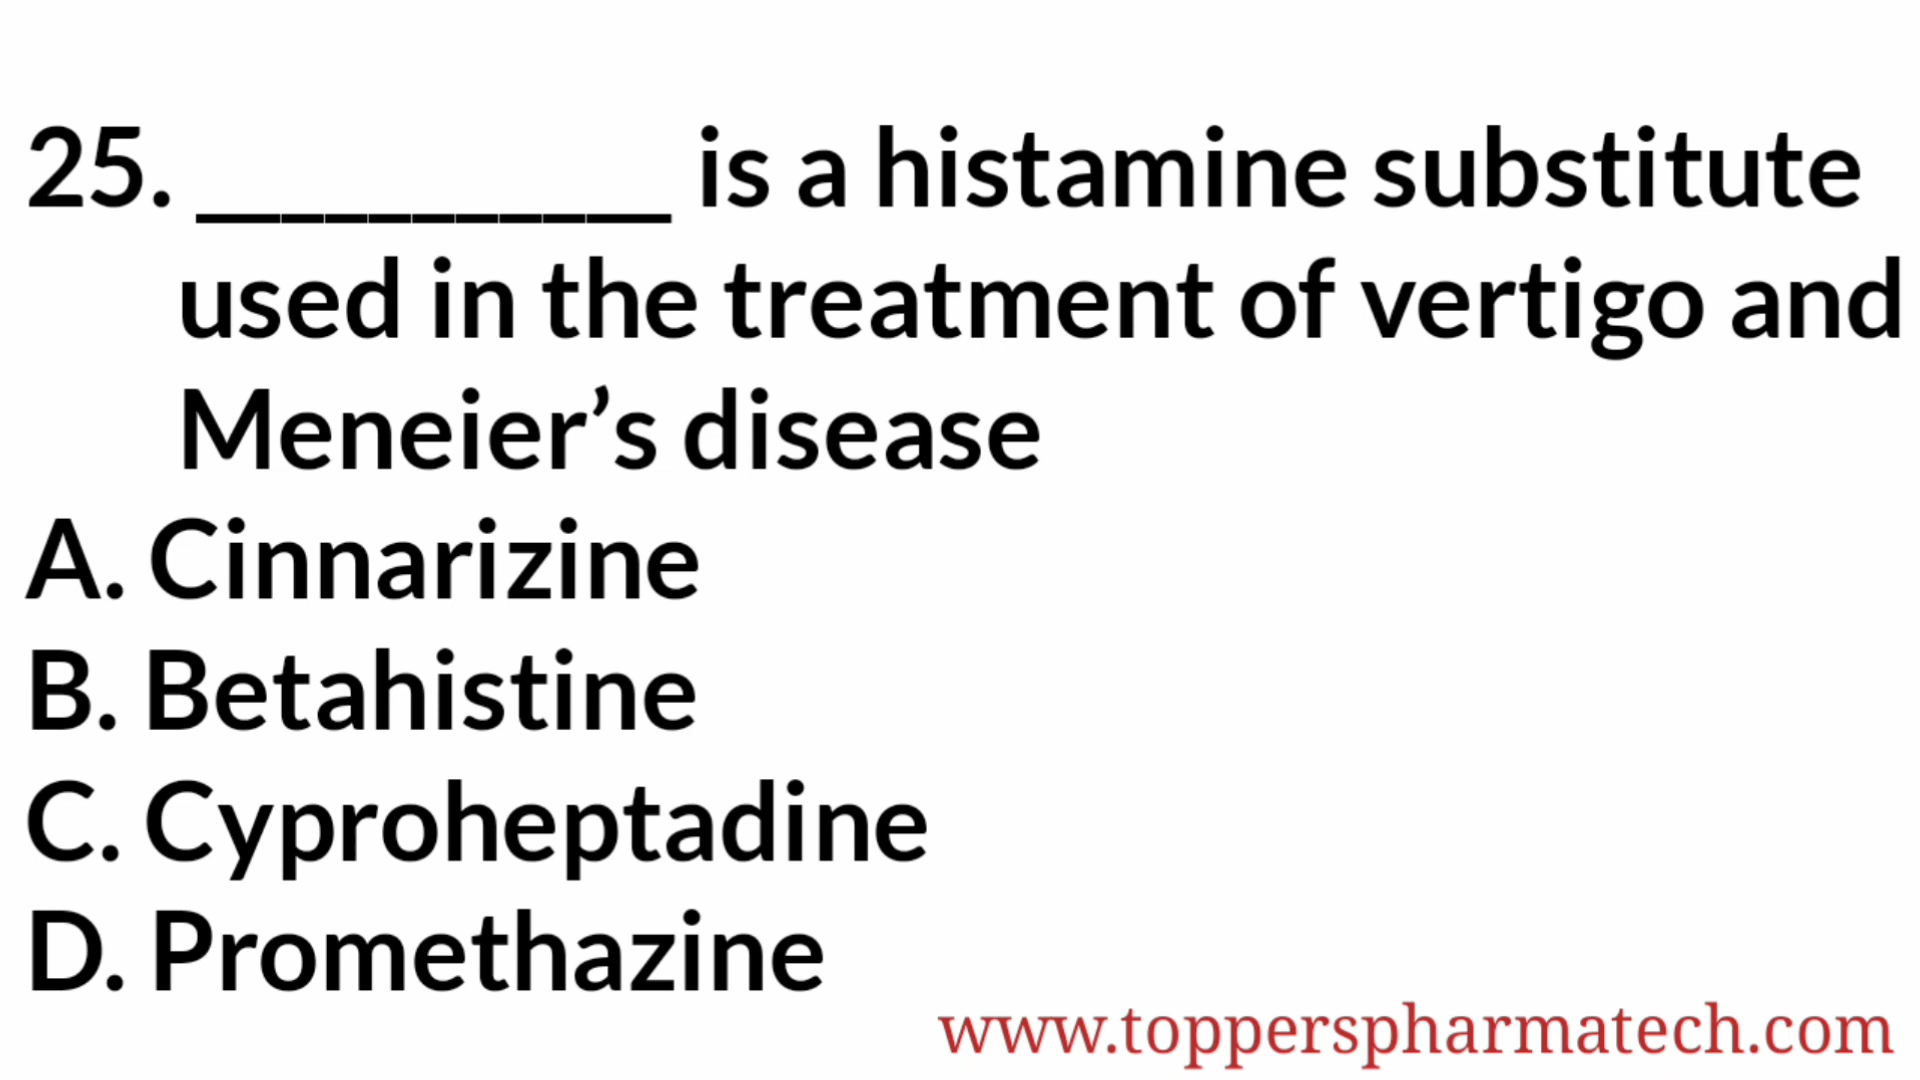 25. ___________ is a histamine substitute
used in the treatment of vertigo and
Meneier’s disease
A. Cinnarizine
B. Betahistine
C. Cyproheptadine
D. Promethazine
www.topperspharmatech.com